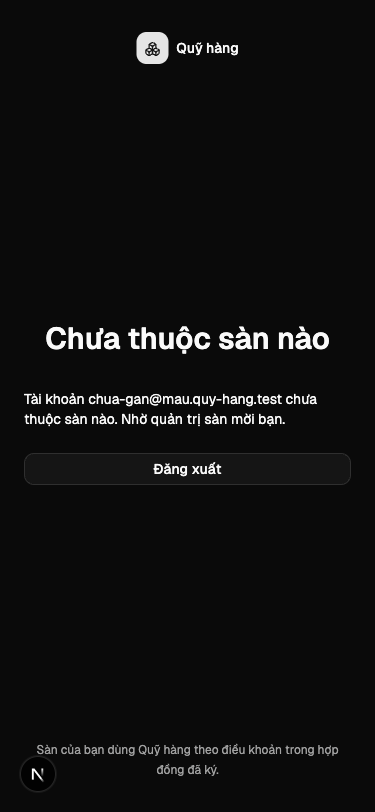 Quỹ hàng
Chưa thuộc sàn nào
Tài khoản chua-gan@mau.quy-hang.test chưa
thuộc sàn nào. Nhờ quản trị sàn mời bạn.
Đăng xuất
Sàn của bạn dùng Quỹ hàng theo điều khoản trong hợp
đồng đã ký.
N